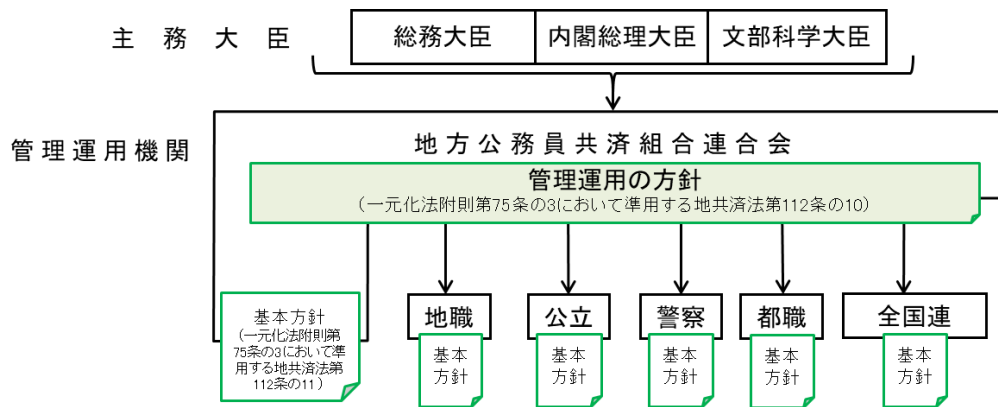 主務大臣
総務大臣
内閣総理大臣
文部科学大臣
管理運用機関
地方公務員共済組合連合会
管理運用の方針
（一元化法附則第75条の3において準用する地共済法第112条の10）
基本方針
（一元化法附則第
75条の3において準
用する地共済法第
112条の11）
地職
公立
警察
都職
全国連
基本
方針
基本
方針
基本
方針
基本
方針
基本
方針